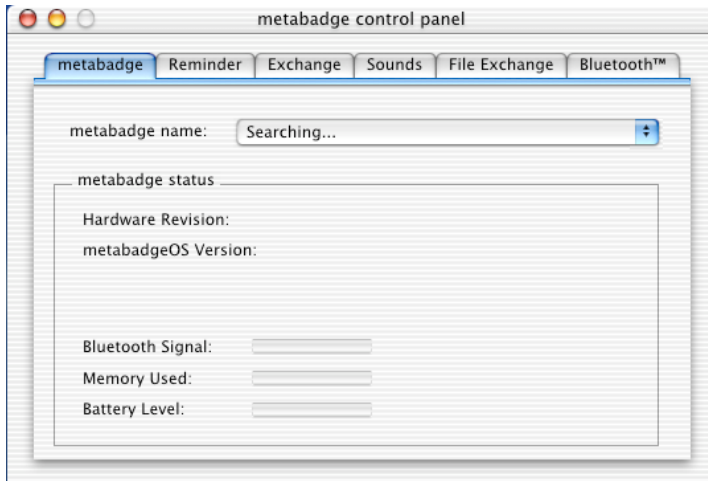 metabadge control panel
metabadge Reminder Exchange Sounds File Exchange Bluetooth™
metabadge name: Searching...
metabadge status
Hardware Revision:
metabadgeOS Version:
Bluetooth Signal:
Memory Used:
Battery Level: